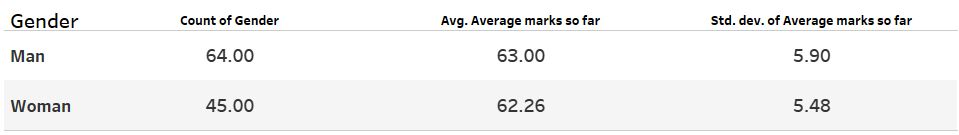 Gender Count of Gender Avg. Average marks so far Std. dev. of Average marks so far
Man 64.00 63.00 5.90
Woman 45.00 62.26 5.48